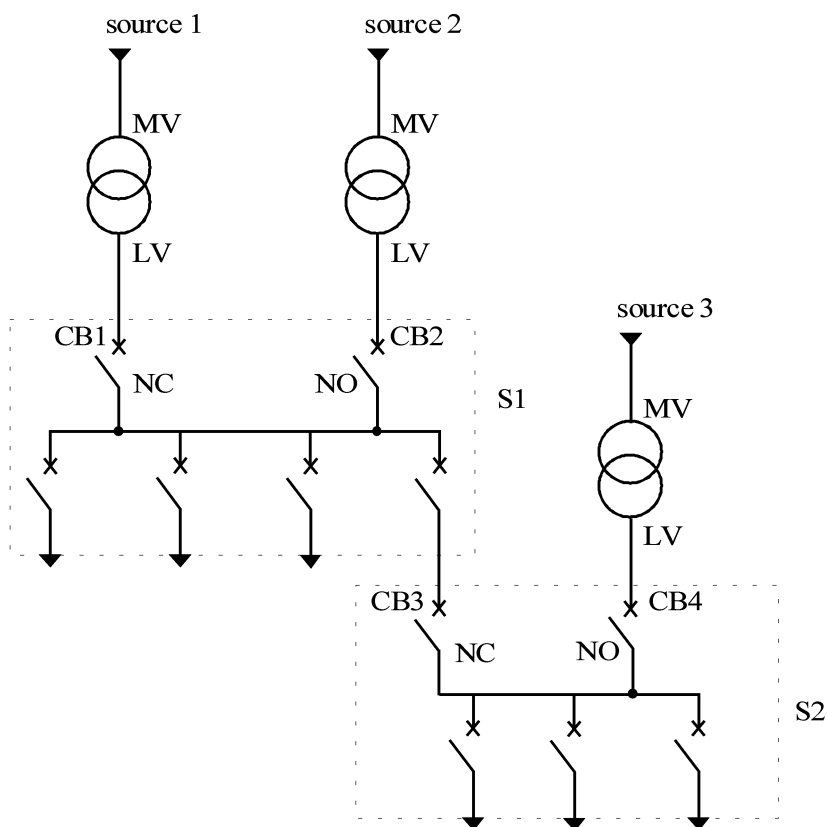 source 1
source 2
MV
MV
LV
LV
source 3
CB1
CB2
NC
NO
S1
MV
LV
CB3
CB4
NC
NO
S2